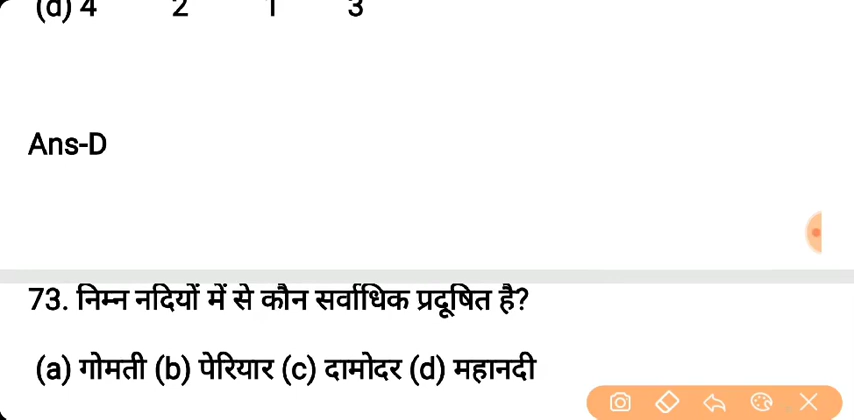 (d) 4 2 1 3
Ans-D
73. निम्न नदियों में से कौन सर्वाधिक प्रदूषित है?
(a) गोमती (b) पेरियार (c) दामोदर (d) महानदी